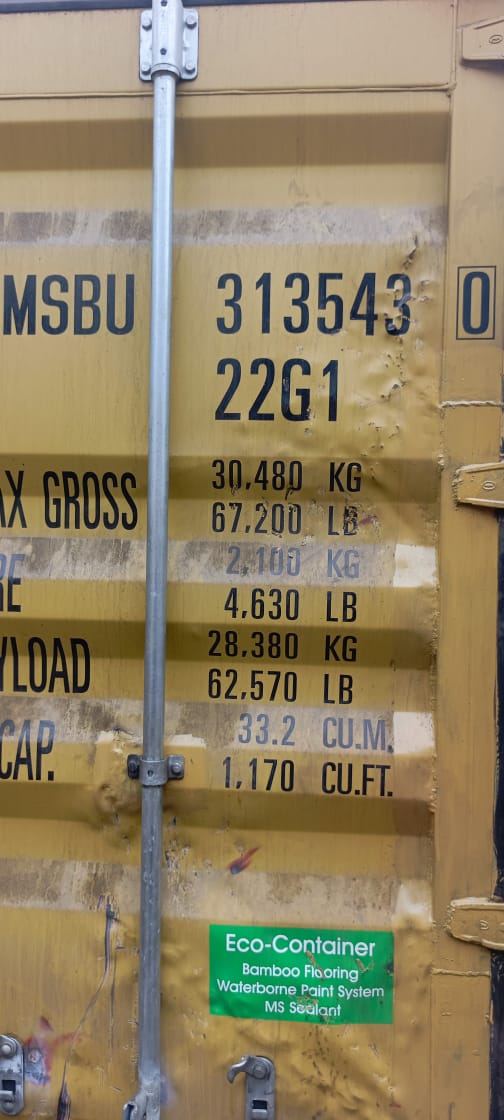 MSBU 313543 0
22G1
AX GROSS 30,480 KG
67,200 LB
RE 2,100 KG
4,630 LB
YLOAD 28,380 KG
62,570 LB
CAP. 33.2 CU.M.
1,170 CU.FT.
Eco-Container
Bamboo Flooring
Waterborne Paint System
MS Sealant